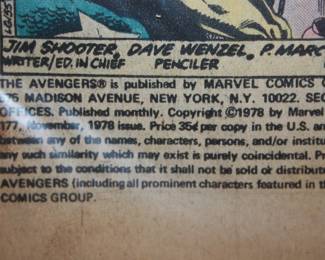 JIM SHOOTER, DAVE WENZEL, P. MARC
WRITER/ED. IN CHIEF PENCILER
THE AVENGERS® is published by MARVEL COMICS
75 MADISON AVENUE, NEW YORK, N.Y. 10022. SEC
OFFICES. Published monthly. Copyright ©1978 by Marvel
177, November, 1978 issue. Price 35¢ per copy in the U.S. an
between any of the names, characters, persons, and/or institu
any such similarity which may exist is purely coincidental. P
subject to the conditions that it shall not be sold or distribut
AVENGERS (including all prominent characters featured in t
COMICS GROUP.